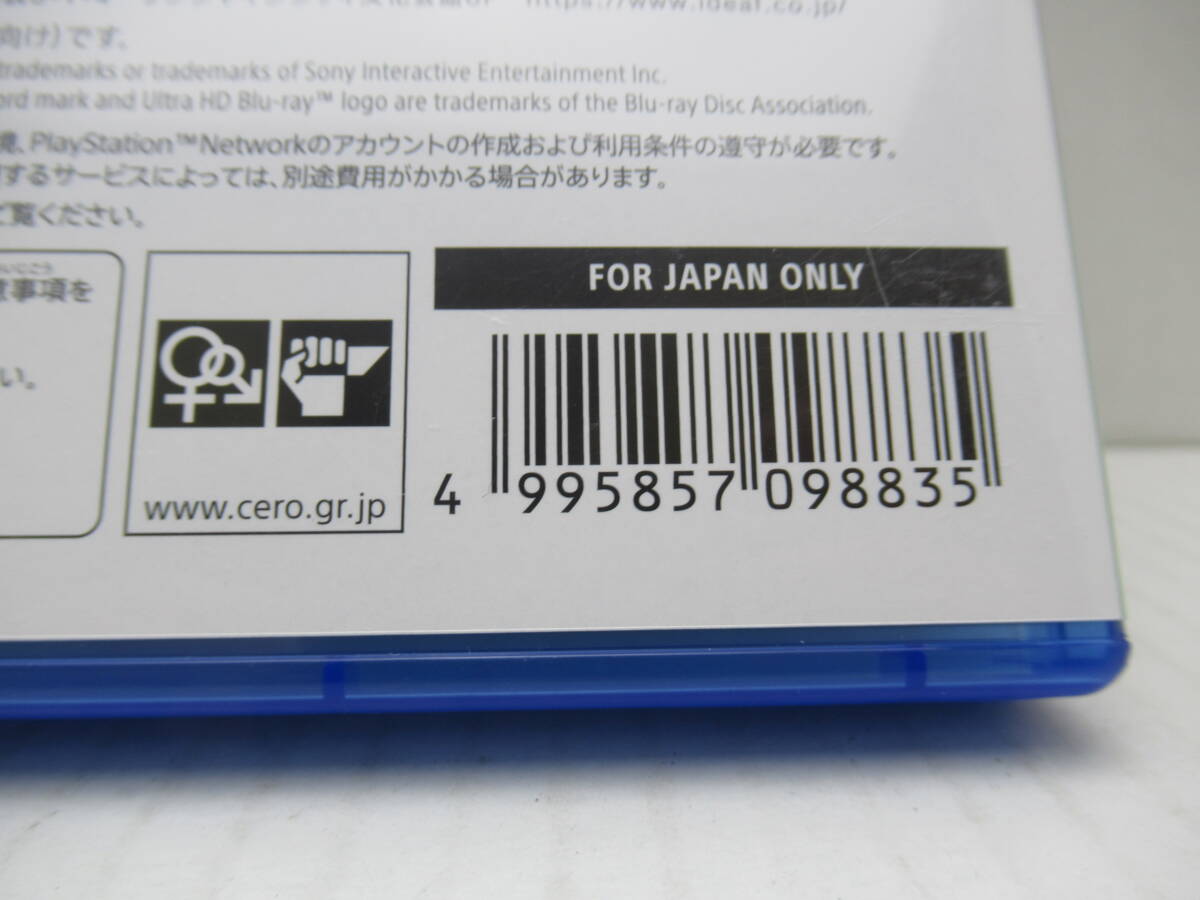 https://www.ideaf.co.jp/
向け)です。
trademarks or trademarks of Sony Interactive Entertainment Inc.
ord mark and Ultra HD Blu-ray™ logo are trademarks of the Blu-ray Disc Association.
、PlayStation™Networkのアカウントの作成および利用条件の遵守が必要です。
するサービスによっては、別途費用がかかる場合があります。
ご覧ください。
意事項を
い。
www.cero.gr.jp
FOR JAPAN ONLY
4 995857 098835